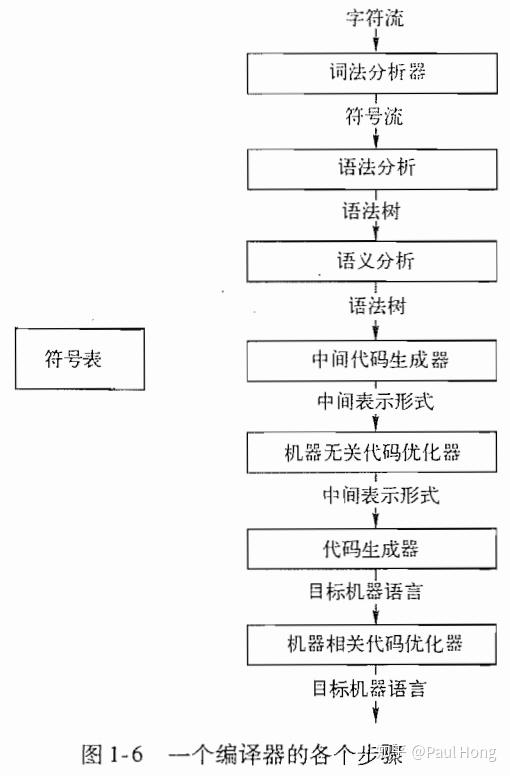 字符流
词法分析器
符号流
语法分析
语法树
语义分析
语法树
符号表
中间代码生成器
中间表示形式
机器无关代码优化器
中间表示形式
代码生成器
目标机器语言
机器相关代码优化器
目标机器语言
图 1-6 一个编译器的各个步骤
知乎 @Paul Hong